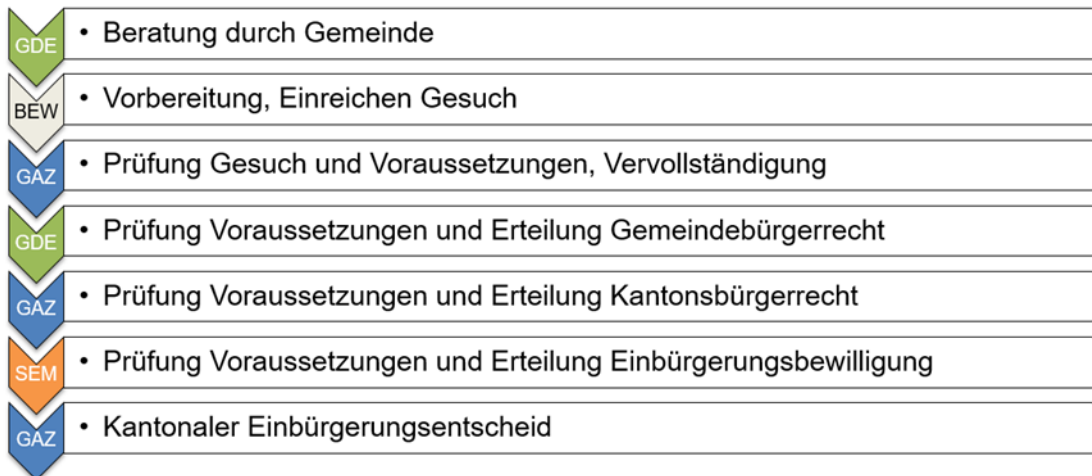 GDE • Beratung durch Gemeinde
BEW • Vorbereitung, Einreichen Gesuch
GAZ • Prüfung Gesuch und Voraussetzungen, Vervollständigung
GDE • Prüfung Voraussetzungen und Erteilung Gemeindebürgerrecht
GAZ • Prüfung Voraussetzungen und Erteilung Kantonsbürgerrecht
SEM • Prüfung Voraussetzungen und Erteilung Einbürgerungsbewilligung
GAZ • Kantonaler Einbürgerungsentscheid